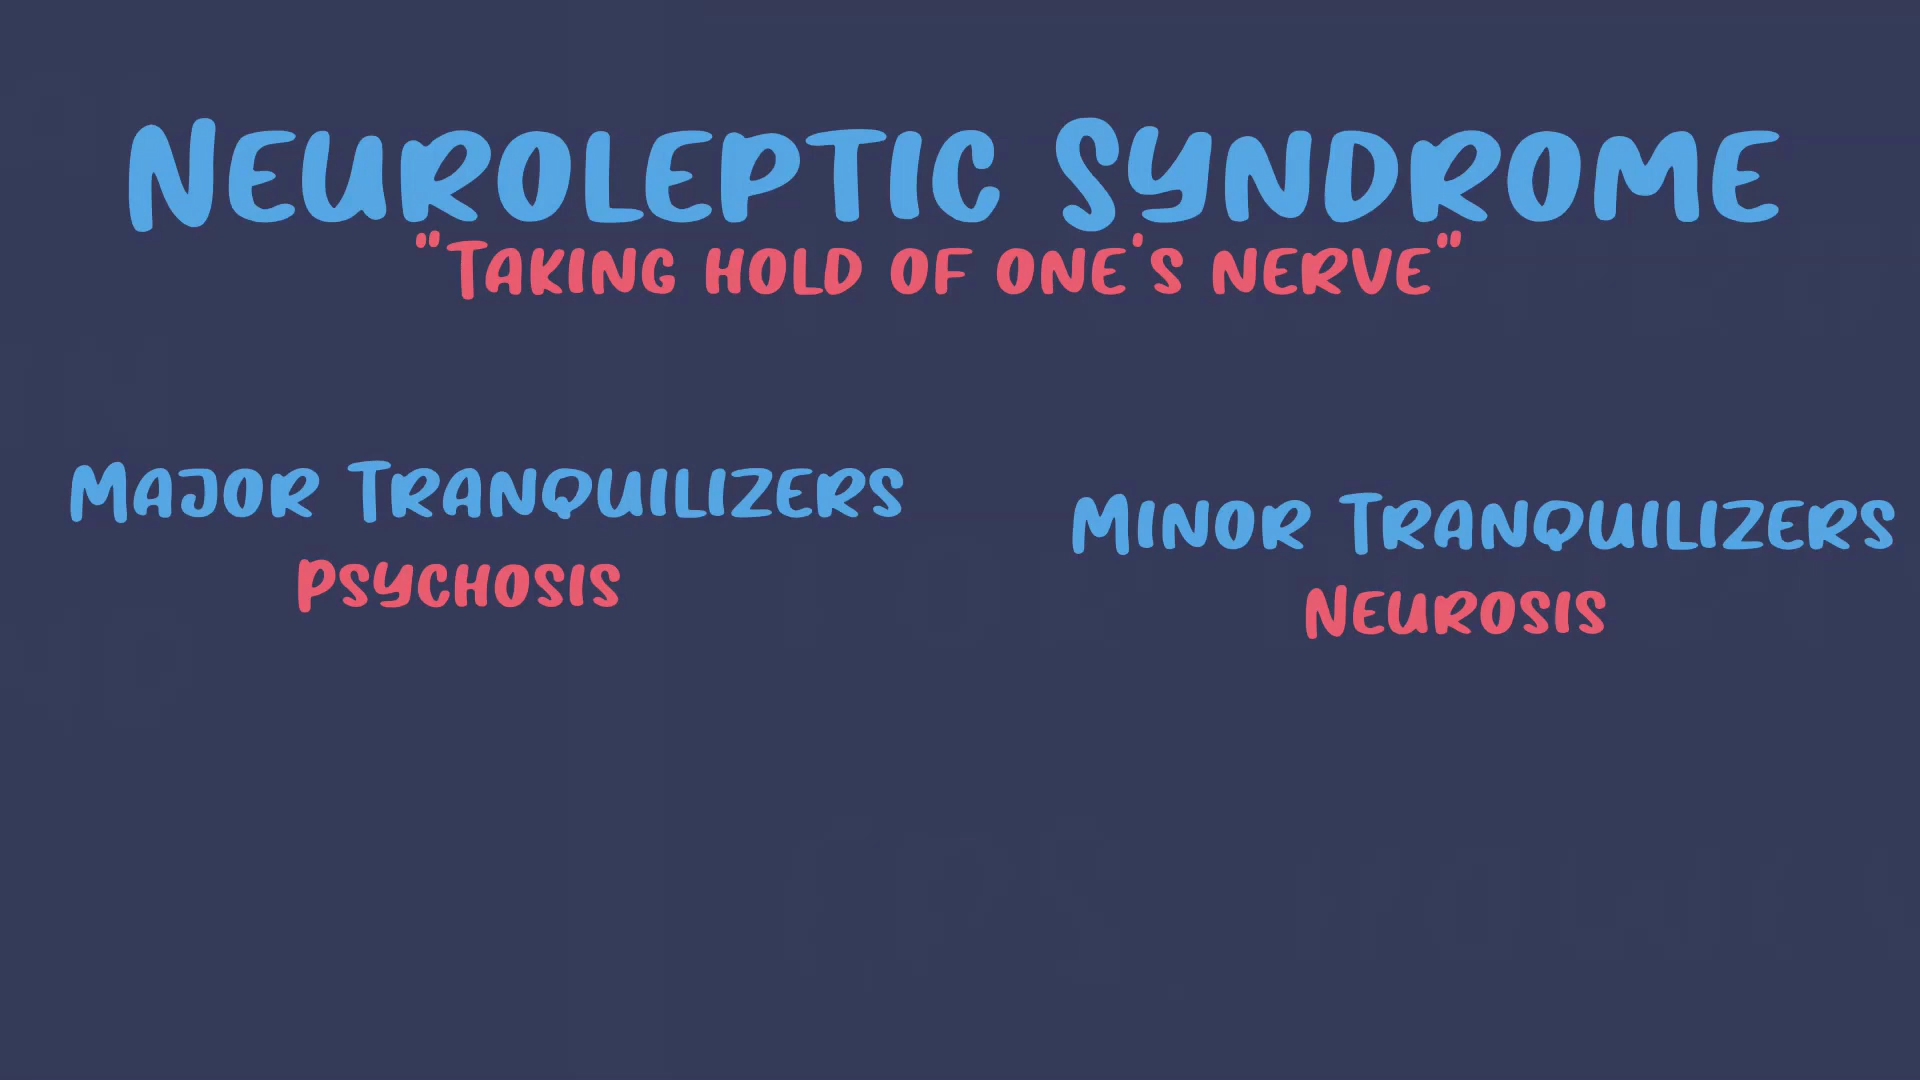 Neuroleptic Syndrome
"Taking hold of one's nerve"
Major Tranquilizers
Psychosis
Minor Tranquilizers
Neurosis